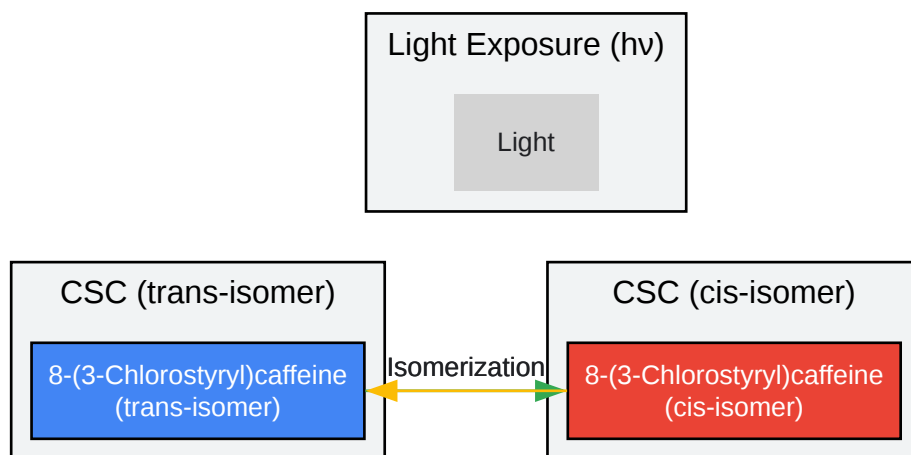 Light Exposure (hν)
Light
CSC (trans-isomer)
CSC (cis-isomer)
8-(3-Chlorostyryl)caffeine
(trans-isomer)
Isomerization
8-(3-Chlorostyryl)caffeine
(cis-isomer)